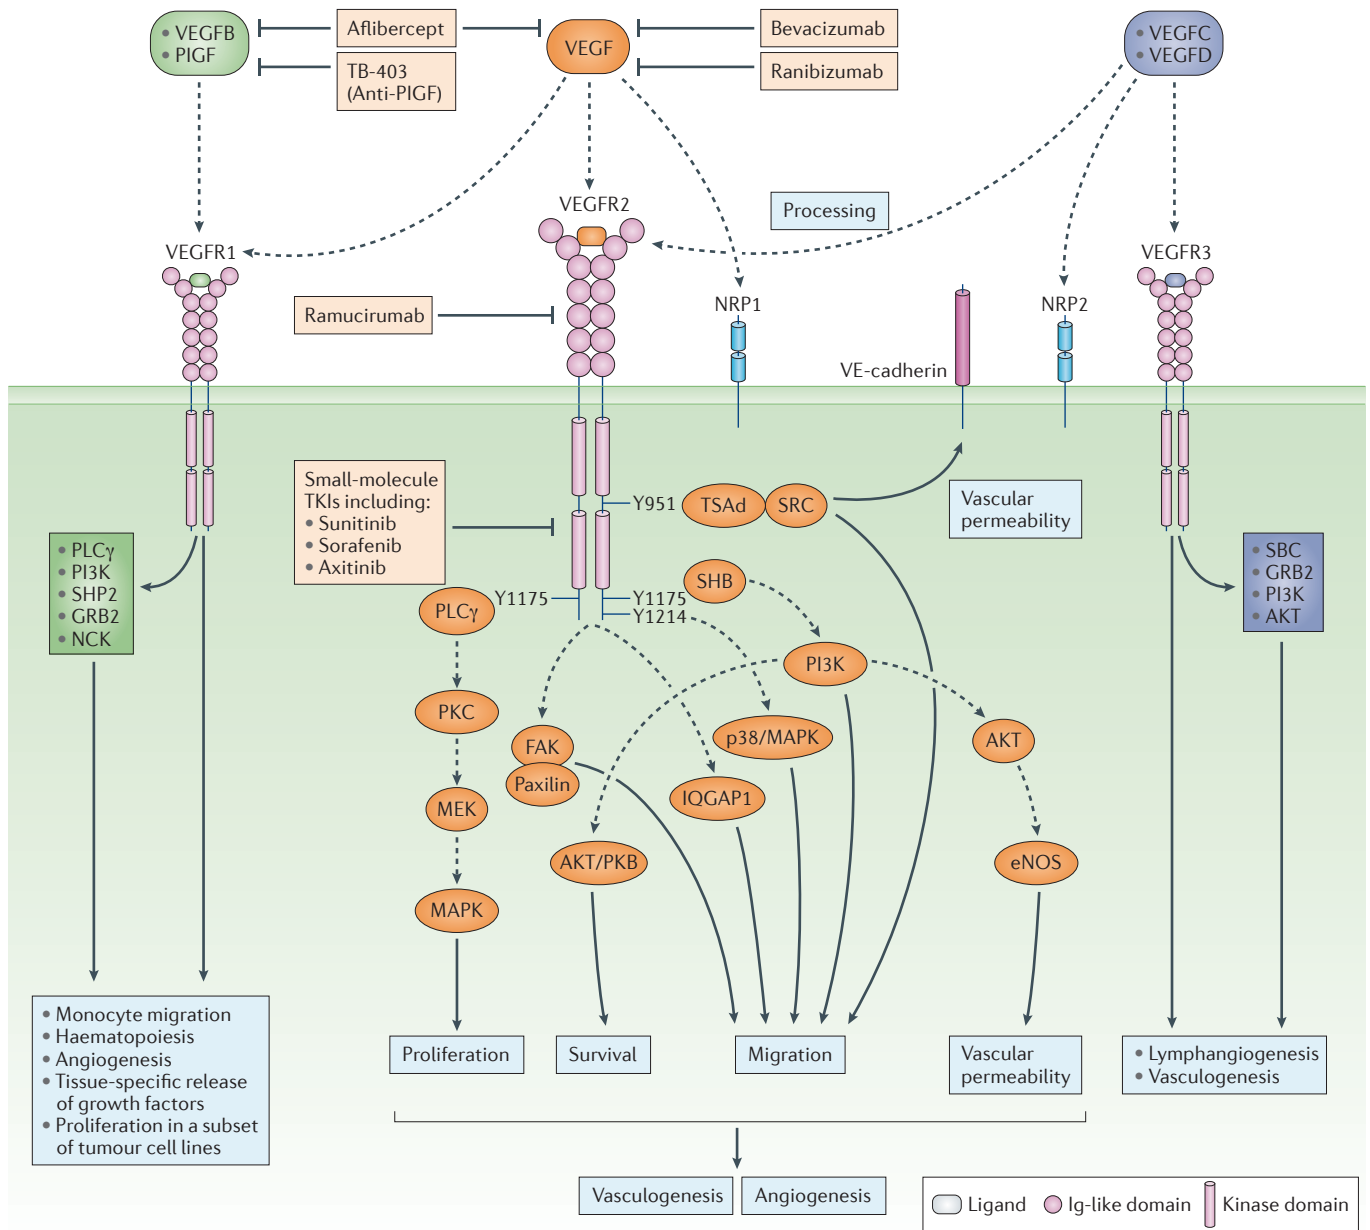 • VEGFB
• PlGF
Aflibercept
TB-403
(Anti-PlGF)
VEGF
Bevacizumab
Ranibizumab
• VEGFC
• VEGFD
Processing
VEGFR1
VEGFR2
VEGFR3
NRP1
NRP2
Ramucirumab
VE-cadherin
Small-molecule
TKIs including:
• Sunitinib
• Sorafenib
• Axitinib
Y951
TSAd
SRC
Vascular
permeability
• PLCγ
• PI3K
• SHP2
• GRB2
• NCK
• SBC
• GRB2
• PI3K
• AKT
PLCγ
Y1175
Y1175
Y1214
SHB
PI3K
PKC
FAK
Paxilin
p38/MAPK
AKT
MEK
IQGAP1
AKT/PKB
eNOS
MAPK
• Monocyte migration
• Haematopoiesis
• Angiogenesis
• Tissue-specific release
of growth factors
• Proliferation in a subset
of tumour cell lines
Proliferation
Survival
Migration
Vascular
permeability
• Lymphangiogenesis
• Vasculogenesis
Vasculogenesis
Angiogenesis
Ligand
Ig-like domain
Kinase domain